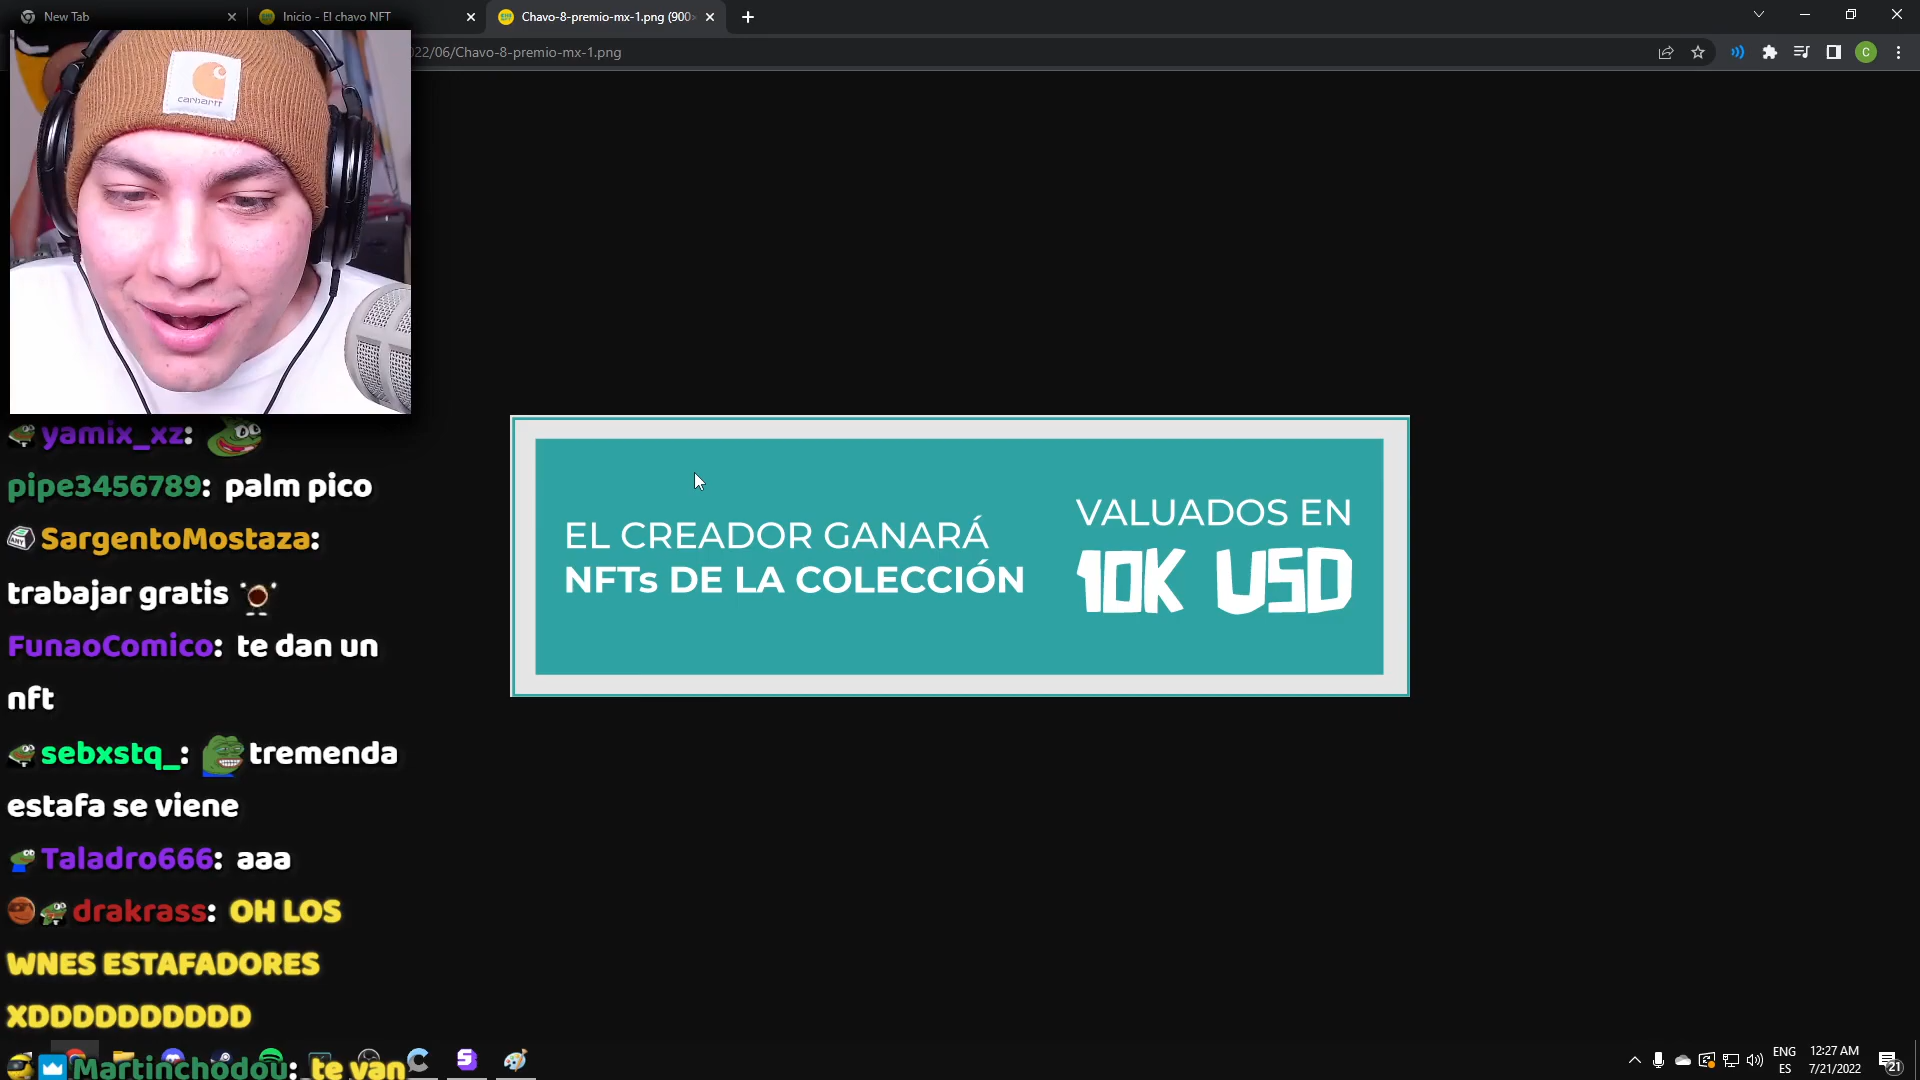 New Tab
Inicio - El chavo NFT
Chavo-8-premio-mx-1.png (900×
022/06/Chavo-8-premio-mx-1.png
C
carhartt
yamix_xz:
pipe3456789: palm pico
SargentoMostaza:
trabajar gratis
FunaoComico: te dan un
nft
sebxstq_: tremenda
estafa se viene
Taladro666: aaa
drakrass: OH LOS
WNES ESTAFADORES
XDDDDDDDDDD
Martinchodou: te van
EL CREADOR GANARÁ
NFTs DE LA COLECCIÓN
VALUADOS EN
10K USD
ENG
ES
12:27 AM
7/21/2022
21